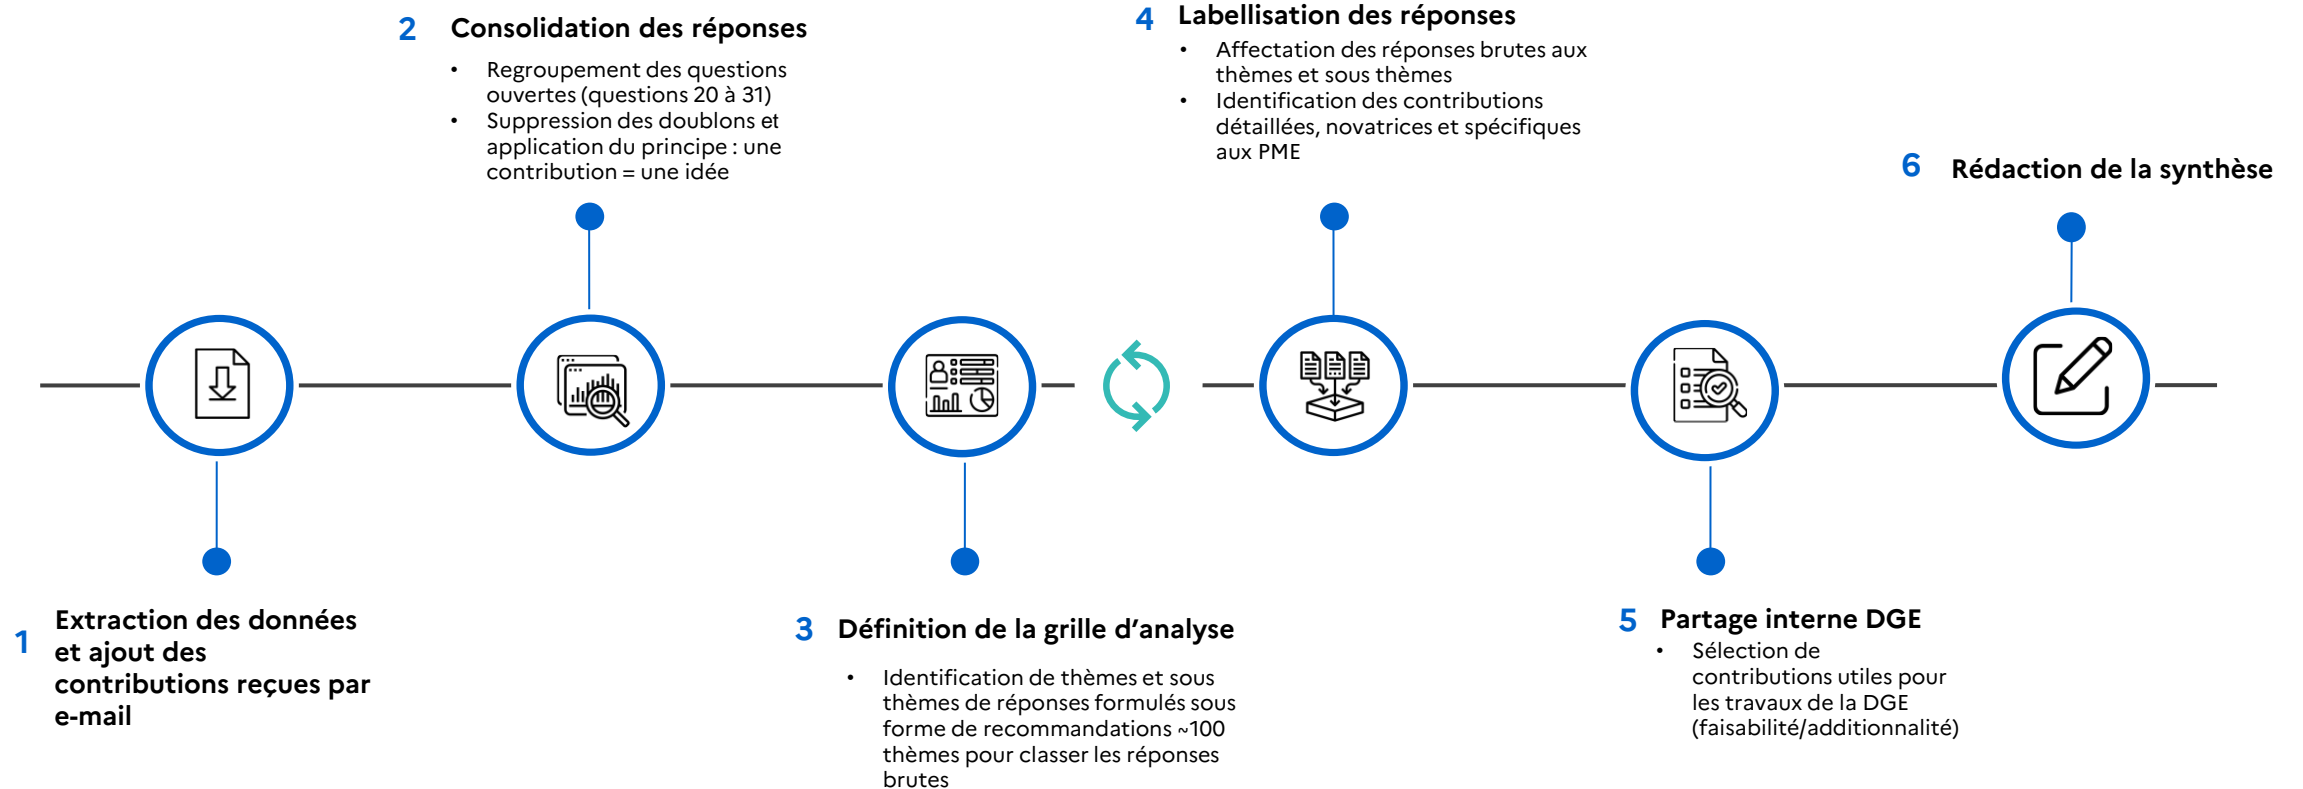 1
Extraction des données
et ajout des
contributions reçues par
e-mail
2 Consolidation des réponses
• Regroupement des questions
ouvertes (questions 20 à 31)
• Suppression des doublons et
application du principe : une
contribution = une idée
3 Définition de la grille d’analyse
• Identification de thèmes et sous
thèmes de réponses formulés sous
forme de recommandations ~100
thèmes pour classer les réponses
brutes
4 Labellisation des réponses
• Affectation des réponses brutes aux
thèmes et sous thèmes
• Identification des contributions
détaillées, novatrices et spécifiques
aux PME
5 Partage interne DGE
• Sélection de
contributions utiles pour
les travaux de la DGE
(faisabilité/additionnalité)
6 Rédaction de la synthèse